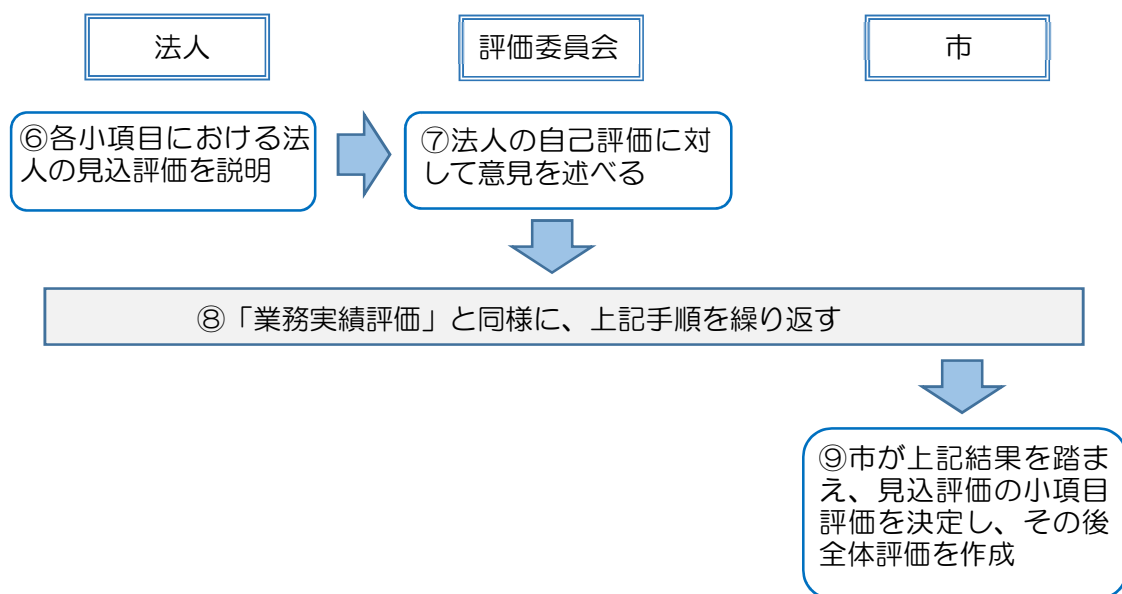 法人
評価委員会
市
⑥各小項目における法
人の見込評価を説明
⑦法人の自己評価に対
して意見を述べる
⑧「業務実績評価」と同様に、上記手順を繰り返す
⑨市が上記結果を踏ま
え、見込評価の小項目
評価を決定し、その後
全体評価を作成